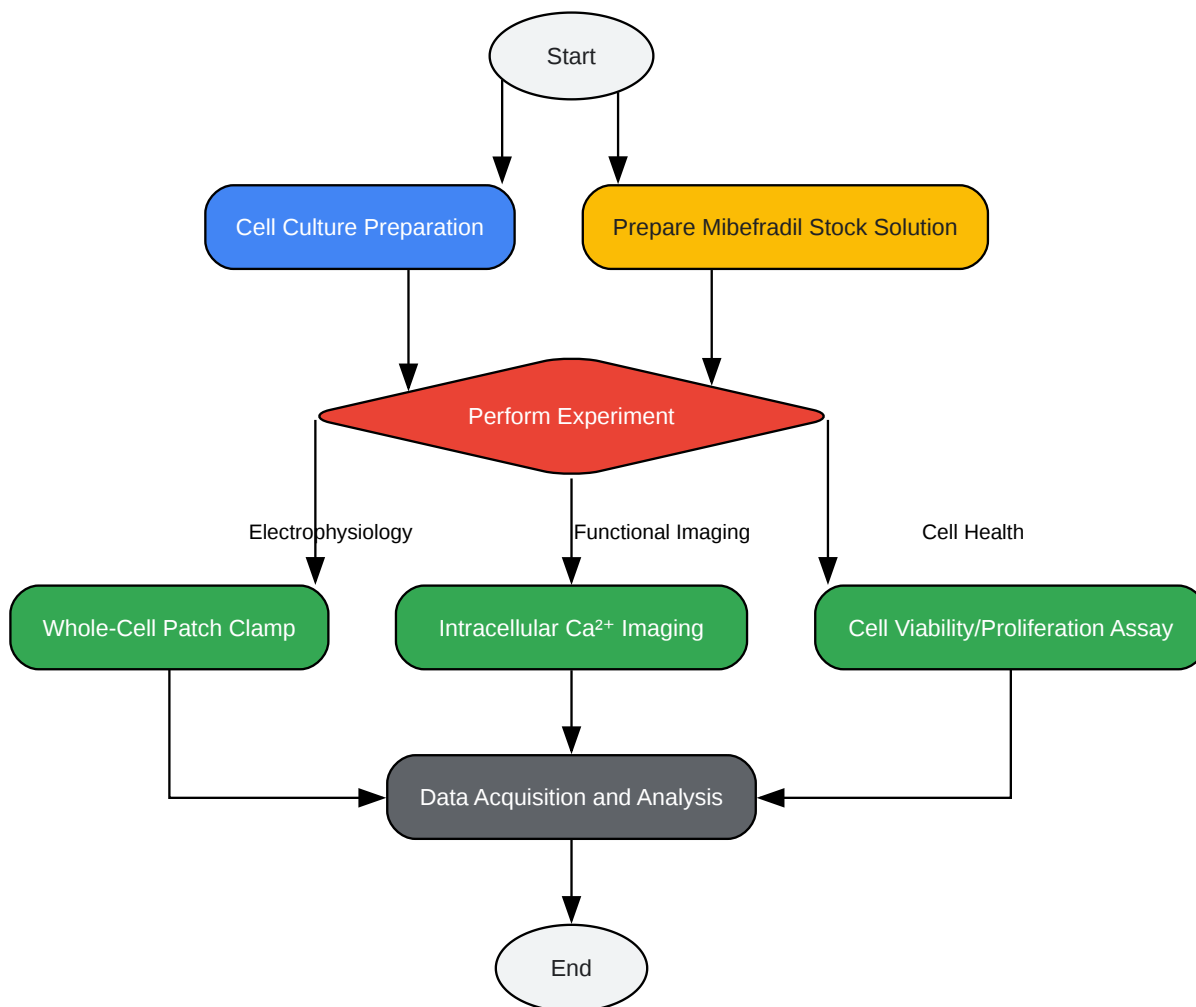 Start
Cell Culture Preparation
Prepare Mibefradil Stock Solution
Perform Experiment
Electrophysiology
Functional Imaging
Cell Health
Whole-Cell Patch Clamp
Intracellular Ca²⁺ Imaging
Cell Viability/Proliferation Assay
Data Acquisition and Analysis
End